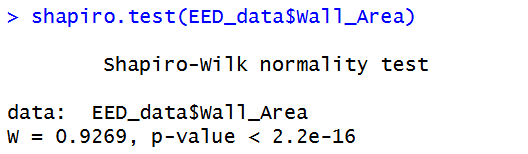 > shapiro.test(EED_data$Wall_Area)
Shapiro-Wilk normality test
data:  EED_data$Wall_Area
W = 0.9269, p-value < 2.2e-16